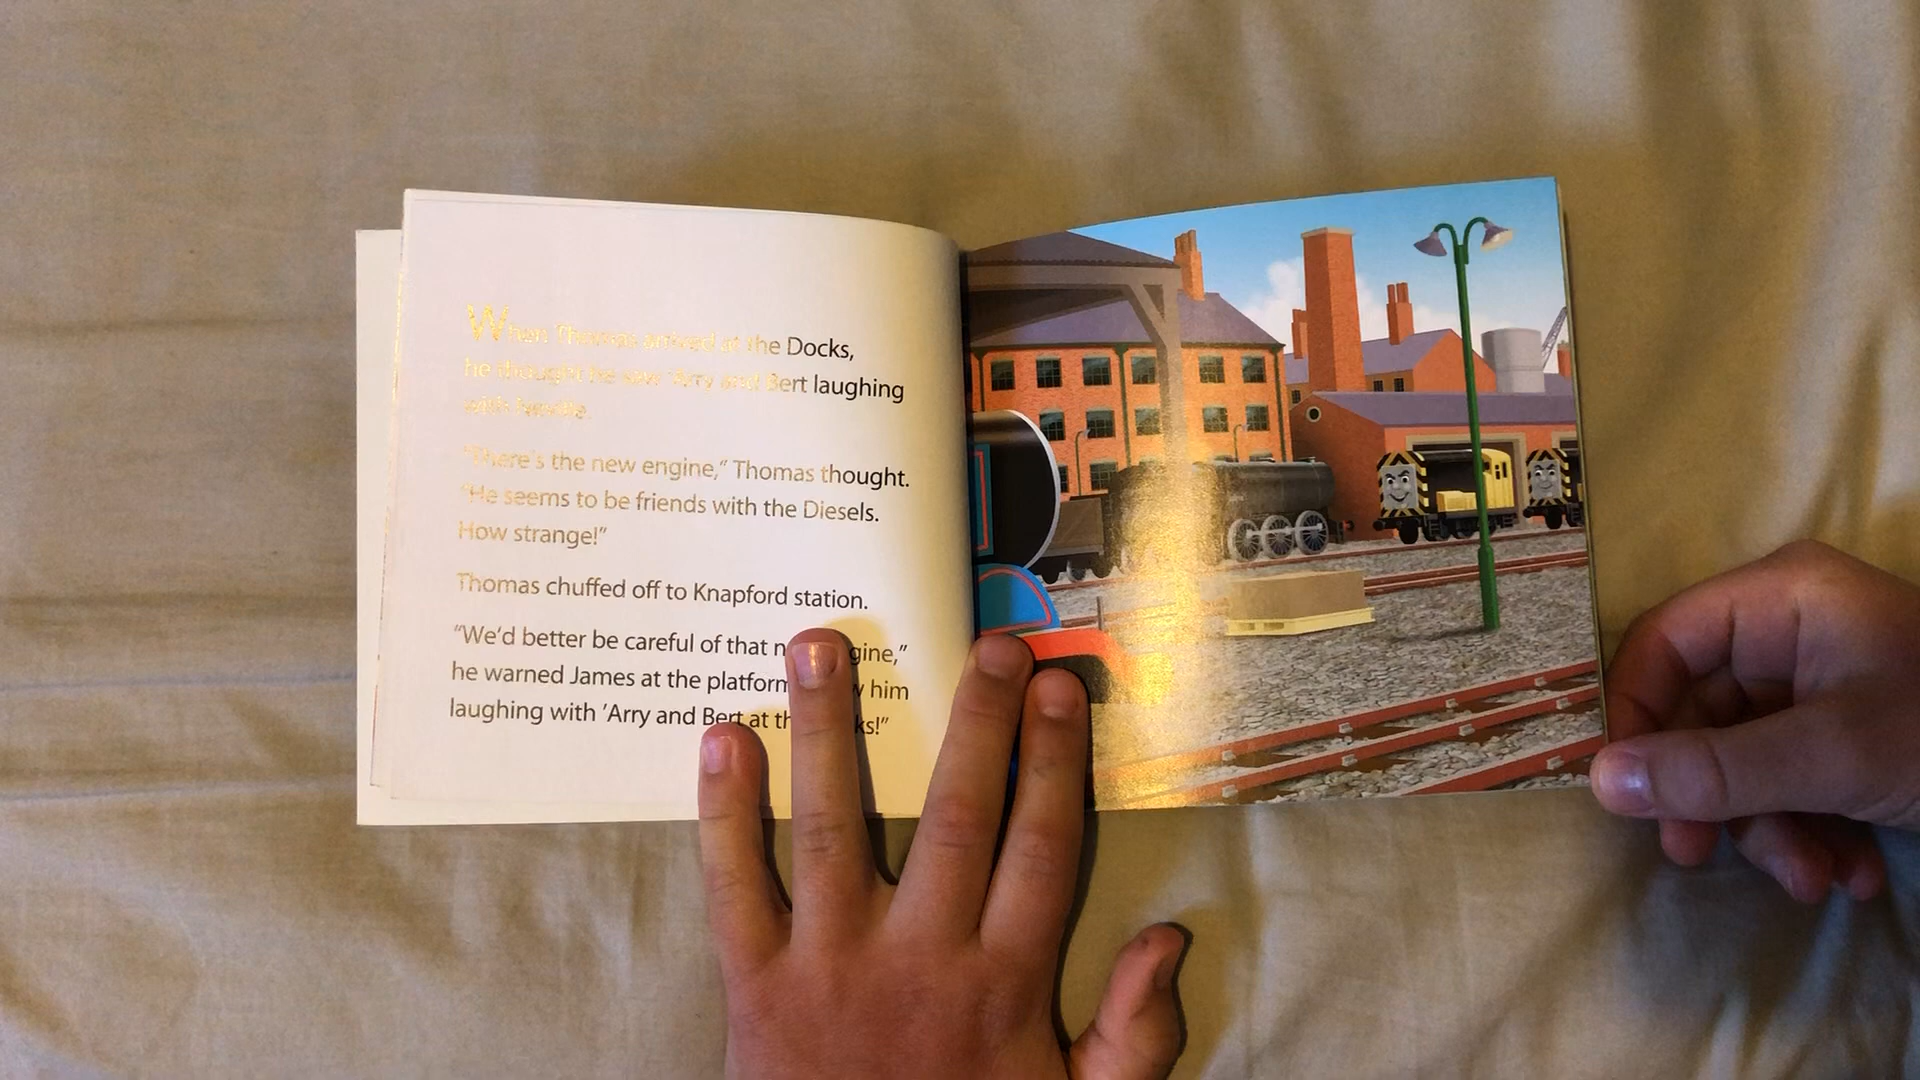 When Thomas arrived at the Docks,
he thought he saw 'Arry and Bert laughing
with Neville.
"There's the new engine," Thomas thought.
"He seems to be friends with the Diesels.
How strange!"
Thomas chuffed off to Knapford station.
"We'd better be careful of that
he warned James at the platform him
laughing with 'Arry and Bert at